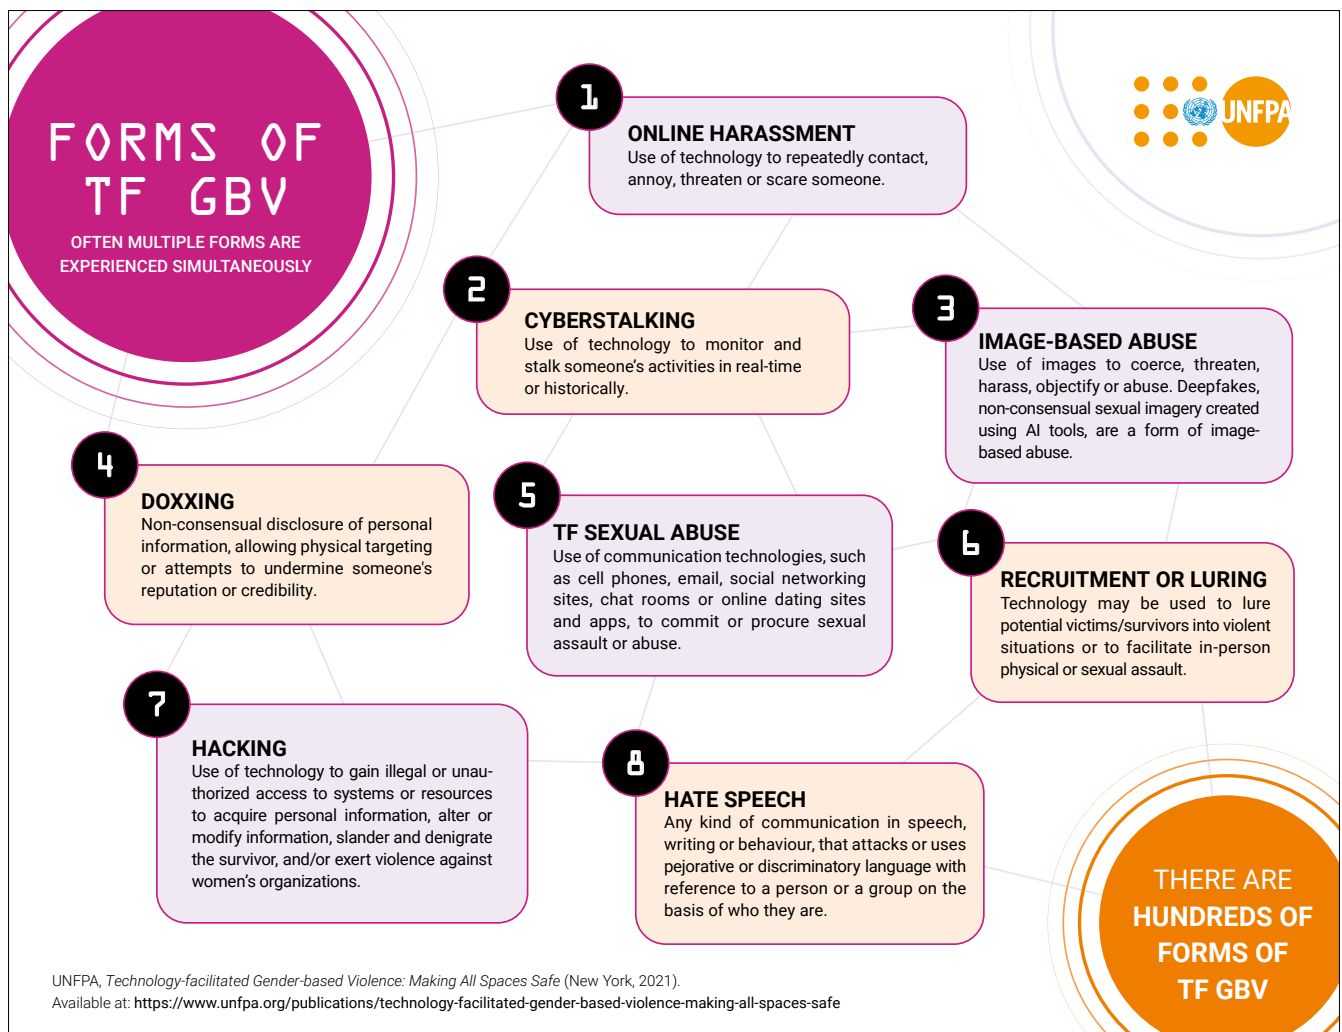 FORMS OF
TF GBV
OFTEN MULTIPLE FORMS ARE
EXPERIENCED SIMULTANEOUSLY
UNFPA
1
ONLINE HARASSMENT
Use of technology to repeatedly contact,
annoy, threaten or scare someone.
2
CYBERSTALKING
Use of technology to monitor and
stalk someone’s activities in real-time
or historically.
3
IMAGE-BASED ABUSE
Use of images to coerce, threaten,
harass, objectify or abuse. Deepfakes,
non-consensual sexual imagery created
using AI tools, are a form of image-
based abuse.
4
DOXXING
Non-consensual disclosure of personal
information, allowing physical targeting
or attempts to undermine someone's
reputation or credibility.
5
TF SEXUAL ABUSE
Use of communication technologies, such
as cell phones, email, social networking
sites, chat rooms or online dating sites
and apps, to commit or procure sexual
assault or abuse.
6
RECRUITMENT OR LURING
Technology may be used to lure
potential victims/survivors into violent
situations or to facilitate in-person
physical or sexual assault.
7
HACKING
Use of technology to gain illegal or unau-
thorized access to systems or resources
to acquire personal information, alter or
modify information, slander and denigrate
the survivor, and/or exert violence against
women’s organizations.
8
HATE SPEECH
Any kind of communication in speech,
writing or behaviour, that attacks or uses
pejorative or discriminatory language with
reference to a person or a group on the
basis of who they are.
THERE ARE
HUNDREDS OF
FORMS OF
TF GBV
UNFPA, Technology-facilitated Gender-based Violence: Making All Spaces Safe (New York, 2021).
Available at: https://www.unfpa.org/publications/technology-facilitated-gender-based-violence-making-all-spaces-safe